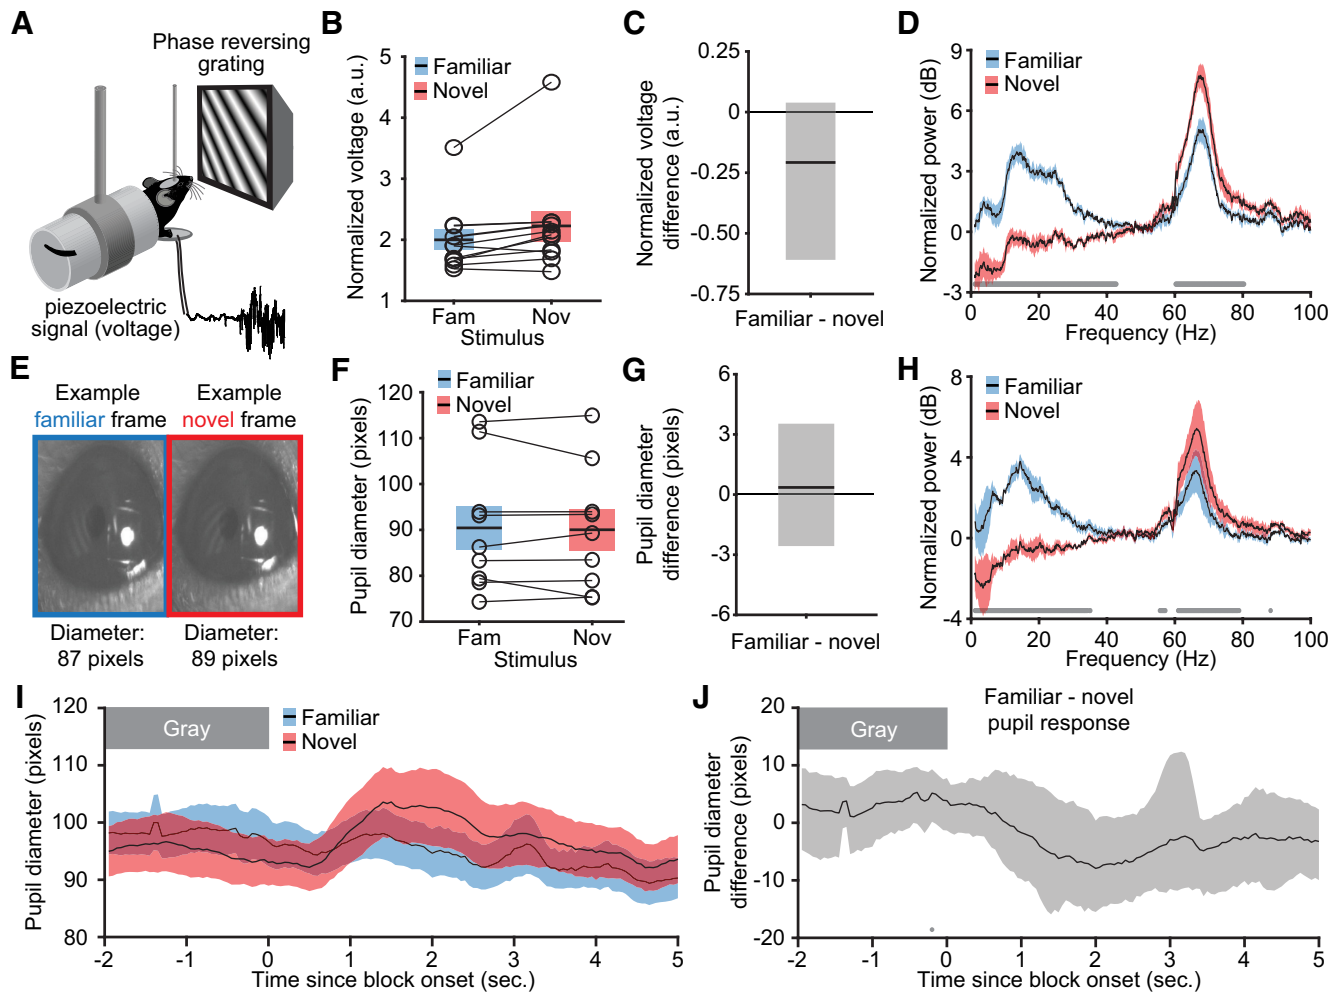 A
Phase reversing
grating
piezoelectric
signal (voltage)
B
Normalized voltage (a.u.)
5
4
3
2
1
Familiar
Novel
Fam
Nov
Stimulus
C
Normalized voltage
difference (a.u.)
0.25
0
-0.25
-0.50
-0.75
Familiar - novel
D
Normalized power (dB)
9
6
3
0
-3
Familiar
Novel
0
20
40
60
80
100
Frequency (Hz)
E
Example
familiar frame
Example
novel frame
Diameter:
87 pixels
Diameter:
89 pixels
F
Pupil diameter (pixels)
120
110
100
90
80
70
Familiar
Novel
Fam
Nov
Stimulus
G
Pupil diameter
difference (pixels)
6
3
0
-3
-6
Familiar - novel
H
Normalized power (dB)
8
4
0
-4
Familiar
Novel
0
20
40
60
80
100
Frequency (Hz)
I
Pupil diameter (pixels)
120
110
100
90
80
Gray
Familiar
Novel
-2
-1
0
1
2
3
4
5
Time since block onset (sec.)
J
Familiar - novel
pupil response
Pupil diameter
difference (pixels)
20
10
0
-10
-20
Gray
-2
-1
0
1
2
3
4
5
Time since block onset (sec.)